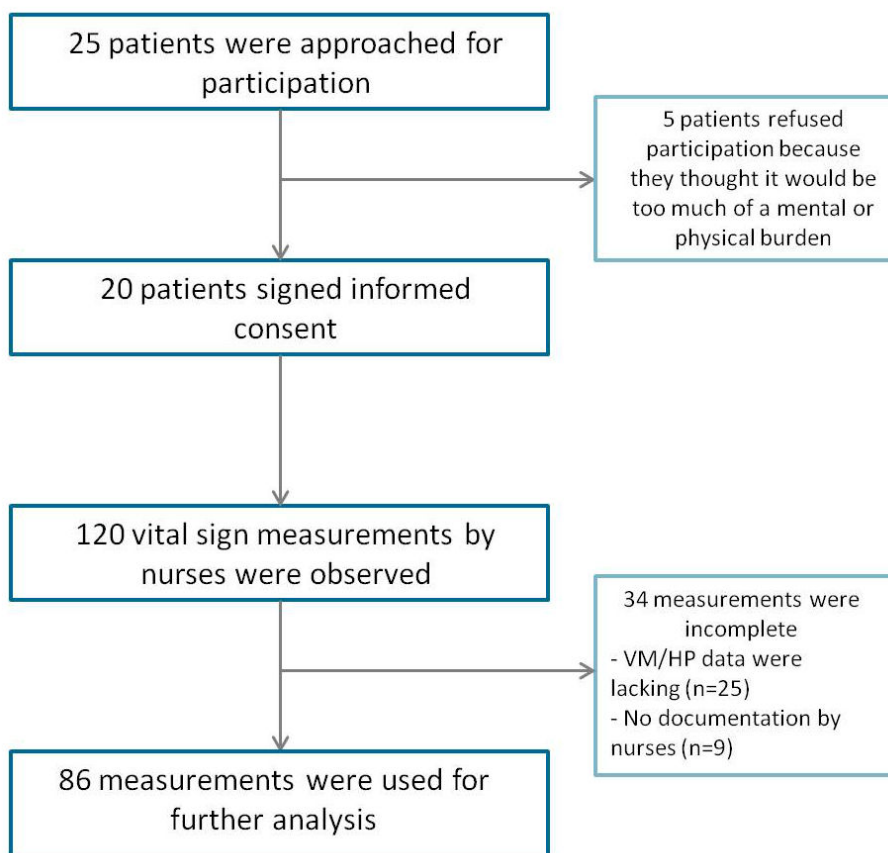 25 patients were approached for
participation
5 patients refused
participation because
they thought it would be
too much of a mental or
physical burden
20 patients signed informed
consent
120 vital sign measurements by
nurses were observed
34 measurements were
incomplete
- VM/HP data were
lacking (n=25)
- No documentation by
nurses (n=9)
86 measurements were used for
further analysis